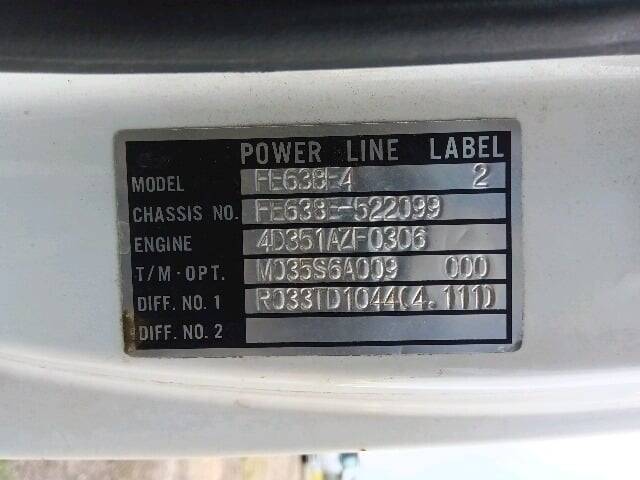 POWER LINE LABEL
MODEL FE638E-4 2
CHASSIS NO. FE638E-522099
ENGINE 4D351AZF0306
T/M·OPT. M035S6A009 000
DIFF. NO. 1 R033TD1044(4.111)
DIFF. NO. 2